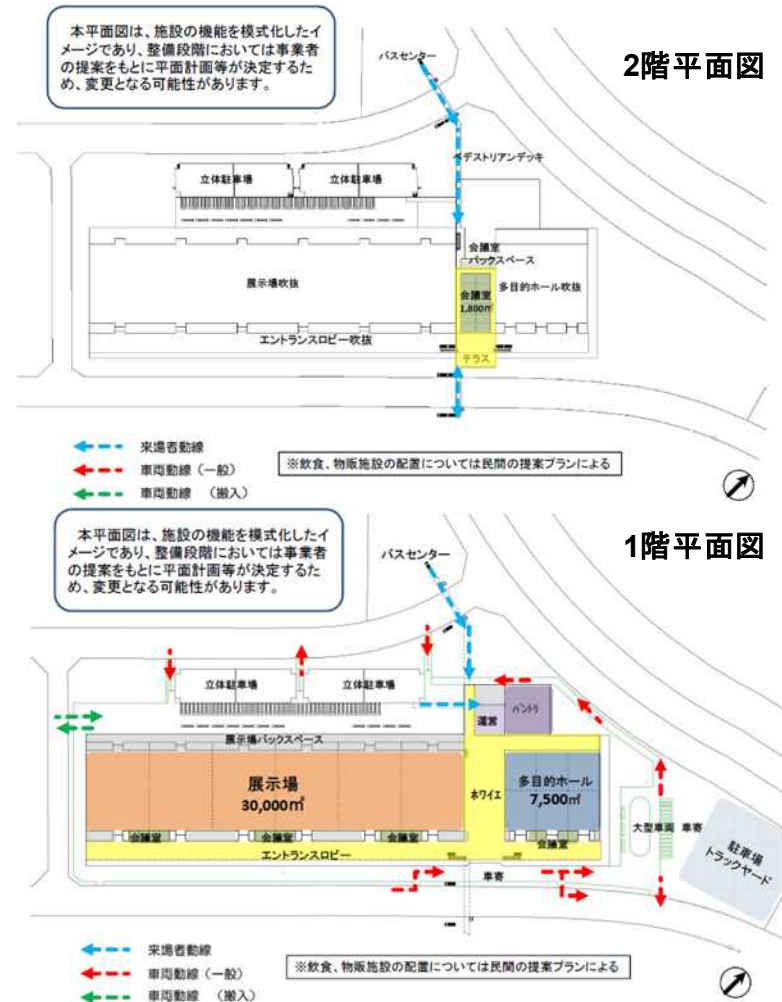 本平面図は、施設の機能を模式化したイ
メージであり、整備段階においては事業者
の提案をもとに平面計画等が決定するた
め、変更となる可能性があります。
2階平面図
バスセンター
ペデストリアンデッキ
立体駐車場
立体駐車場
会議室
バックスペース
展示場吹抜
多目的ホール吹抜
会議室
1,800㎡
エントランスロビー吹抜
テラス
来場者動線
車両動線（一般）
車両動線 （搬入）
※飲食、物販施設の配置については民間の提案プランによる
本平面図は、施設の機能を模式化したイ
メージであり、整備段階においては事業者
の提案をもとに平面計画等が決定するた
め、変更となる可能性があります。
1階平面図
バスセンター
立体駐車場
立体駐車場
運営
パントリ
展示場バックスペース
展示場
30,000㎡
ホワイエ
多目的ホール
7,500㎡
会議室
会議室
会議室
会議室
大型車両 車寄
駐車場
トラックヤード
エントランスロビー
車寄
来場者動線
車両動線（一般）
車両動線 （搬入）
※飲食、物販施設の配置については民間の提案プランによる